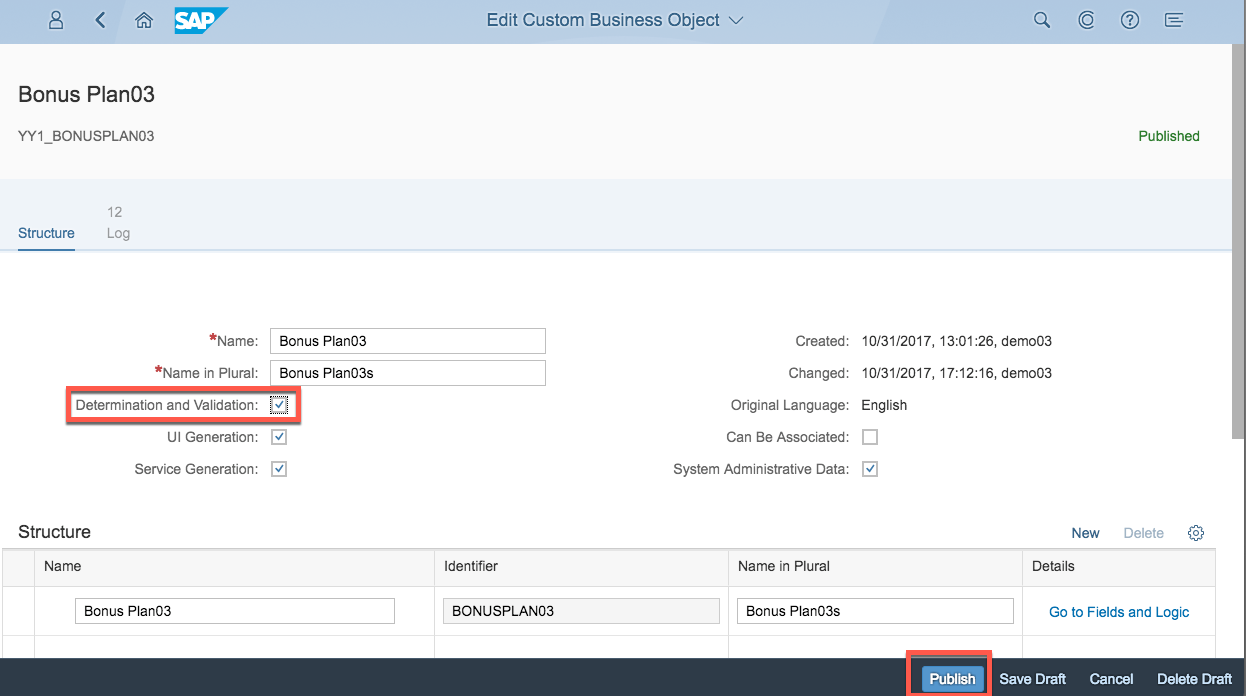 SAP Edit Custom Business Object
Bonus Plan03
YY1_BONUSPLAN03 Published
12
Structure Log
*Name: Bonus Plan03 Created: 10/31/2017, 13:01:26, demo03
*Name in Plural: Bonus Plan03s Changed: 10/31/2017, 17:12:16, demo03
Determination and Validation: Original Language: English
UI Generation: Can Be Associated:
Service Generation: System Administrative Data:
Structure New Delete
Name Identifier Name in Plural Details
Bonus Plan03 BONUSPLAN03 Bonus Plan03s Go to Fields and Logic
Publish Save Draft Cancel Delete Draft